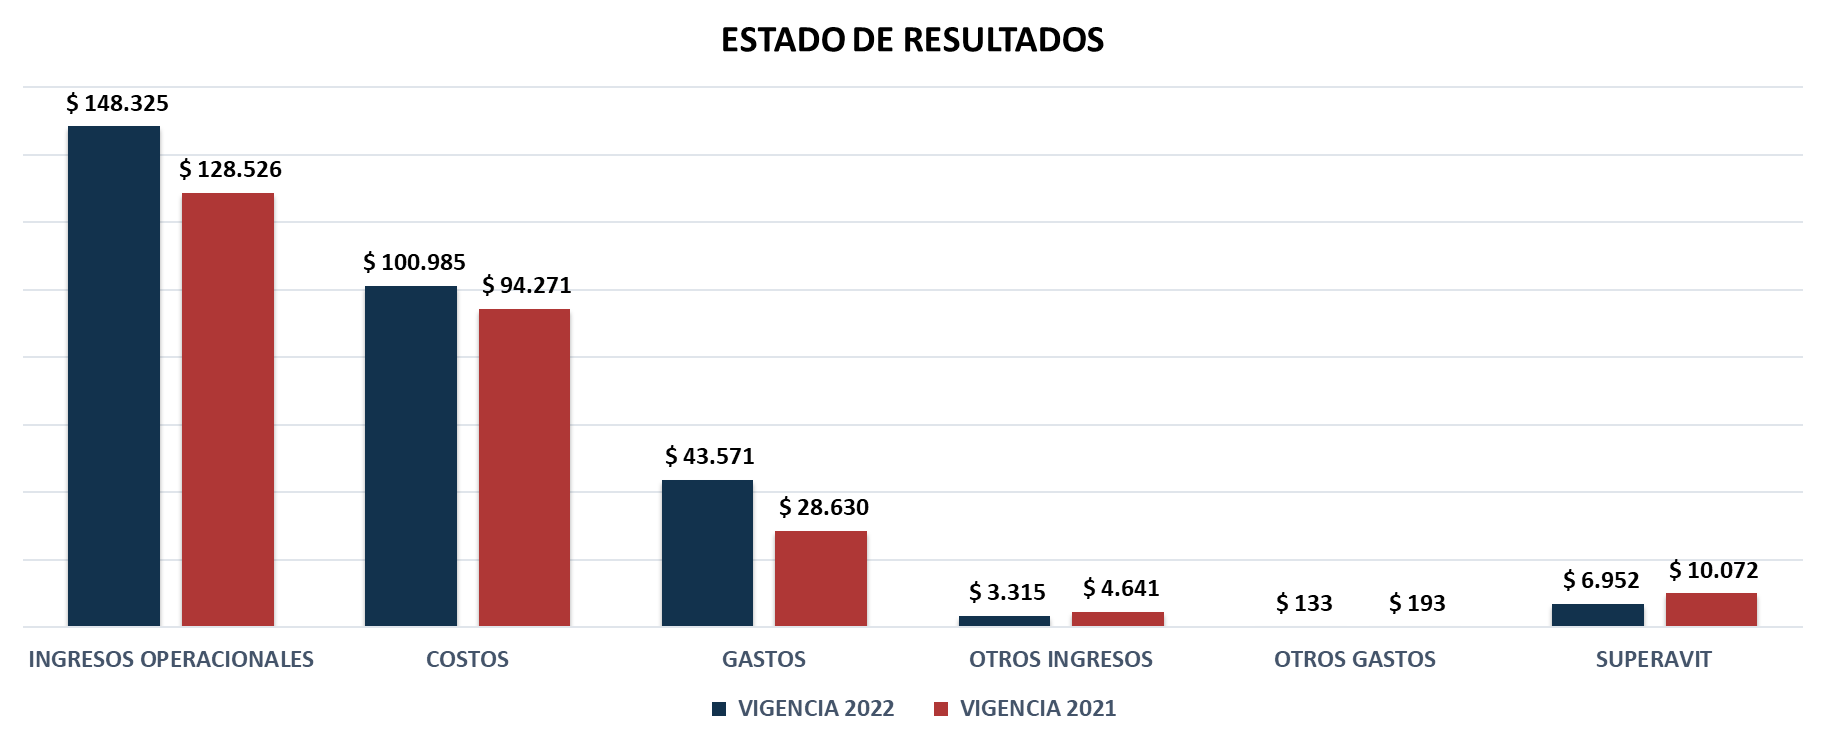 ESTADO DE RESULTADOS
$ 148.325
$ 128.526
$ 100.985
$ 94.271
$ 43.571
$ 28.630
$ 3.315
$ 4.641
$ 133
$ 193
$ 6.952
$ 10.072
INGRESOS OPERACIONALES
COSTOS
GASTOS
OTROS INGRESOS
OTROS GASTOS
SUPERAVIT
VIGENCIA 2022
VIGENCIA 2021